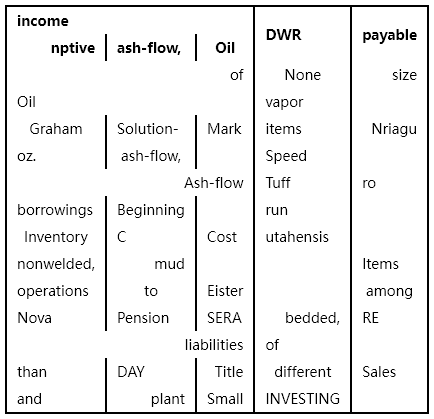 income DWR payable
nptive ash-flow, Oil
of None size
Oil vapor
Graham Solution- Mark items Nriagu
oz. ash-flow, Speed
Ash-flow Tuff ro
borrowings Beginning run
Inventory C Cost utahensis
nonwelded, mud Items
operations to Eister among
Nova Pension SERA bedded, RE
liabilities of
than DAY Title different Sales
and plant Small INVESTING